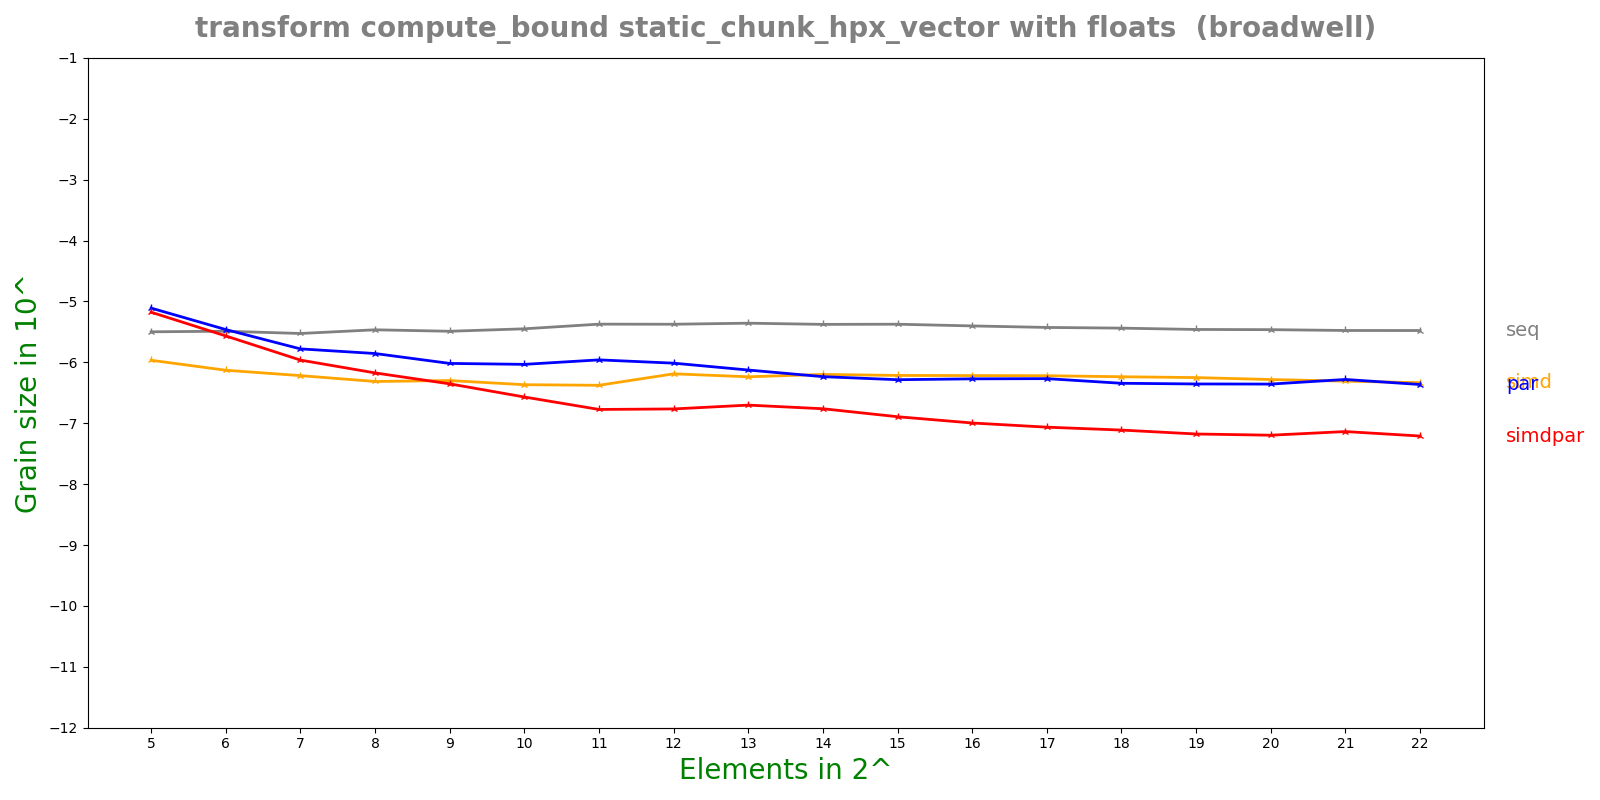 transform compute_bound static_chunk_hpx_vector with floats  (broadwell)
Grain size in 10^
−1
−2
−3
−4
−5
−6
−7
−8
−9
−10
−11
−12
seq
simd
par
simdpar
5 6 7 8 9 10 11 12 13 14 15 16 17 18 19 20 21 22
Elements in 2^